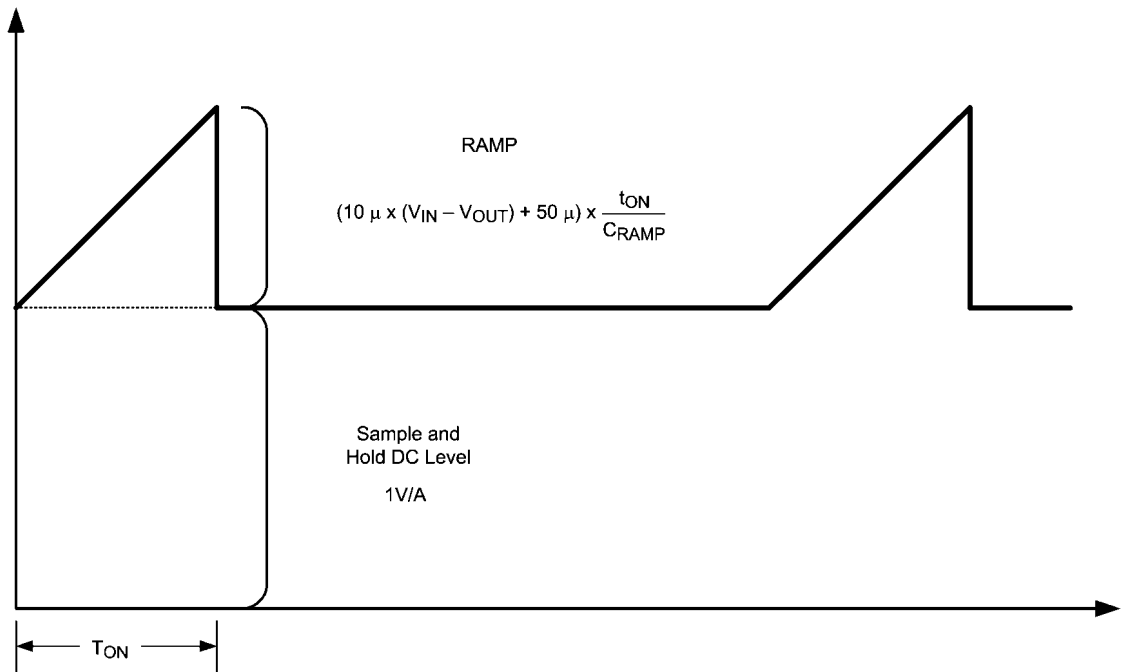 RAMP
(10 μ x (VIN – VOUT) + 50 μ) x tON
CRAMP
Sample and
Hold DC Level
1V/A
TON